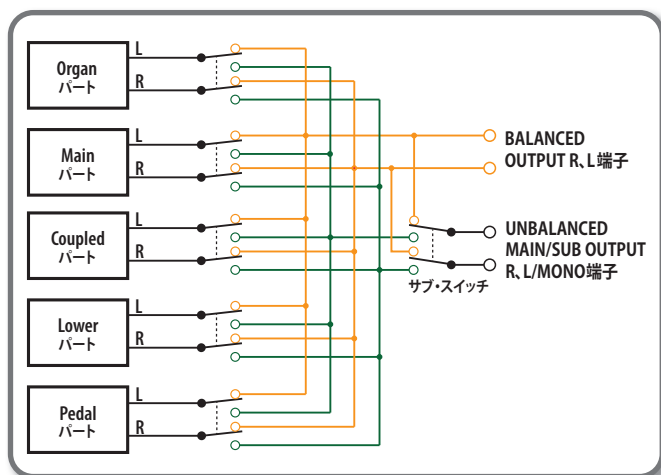 L
Organ
パート
R
L
Main
パート
R
BALANCED
OUTPUT R、L端子
L
Coupled
パート
R
UNBALANCED
MAIN/SUB OUTPUT
R、L/MONO端子
サブ・スイッチ
L
Lower
パート
R
L
Pedal
パート
R